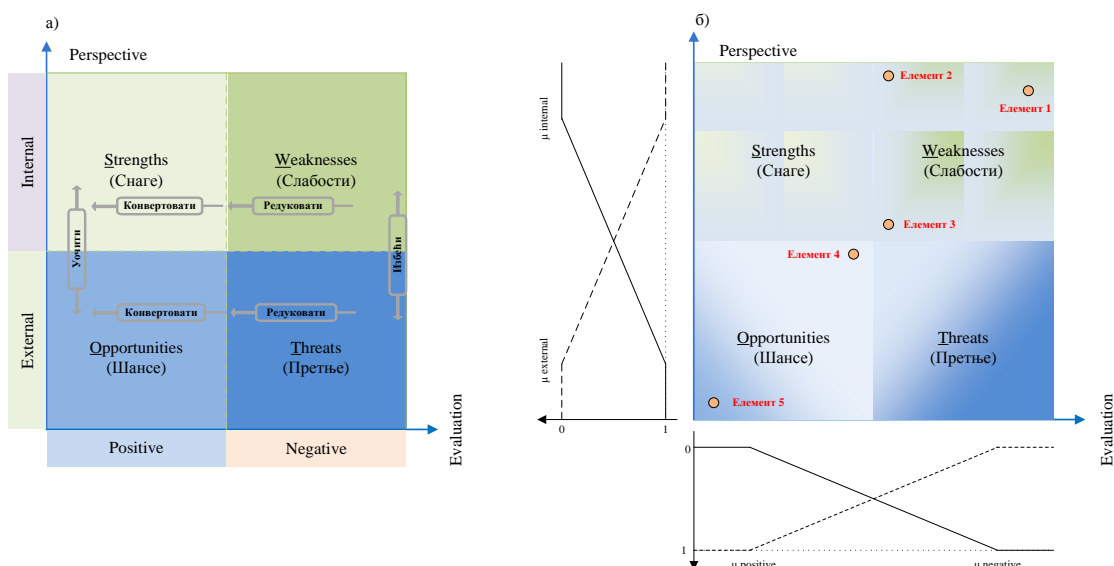 а)
Perspective
Internal
External
Strengths
(Снаге)
Weaknesses
(Слабости)
Конвертовати
Редуковати
Уочити
Избећи
Конвертовати
Редуковати
Opportunities
(Шансе)
Threats
(Претње)
Positive
Negative
Evaluation
б)
Perspective
μ internal
μ external
0
1
Елемент 2
Елемент 1
Strengths
(Снаге)
Weaknesses
(Слабости)
Елемент 3
Елемент 4
Opportunities
(Шансе)
Threats
(Претње)
Елемент 5
Evaluation
0
1
μ positive
μ negative